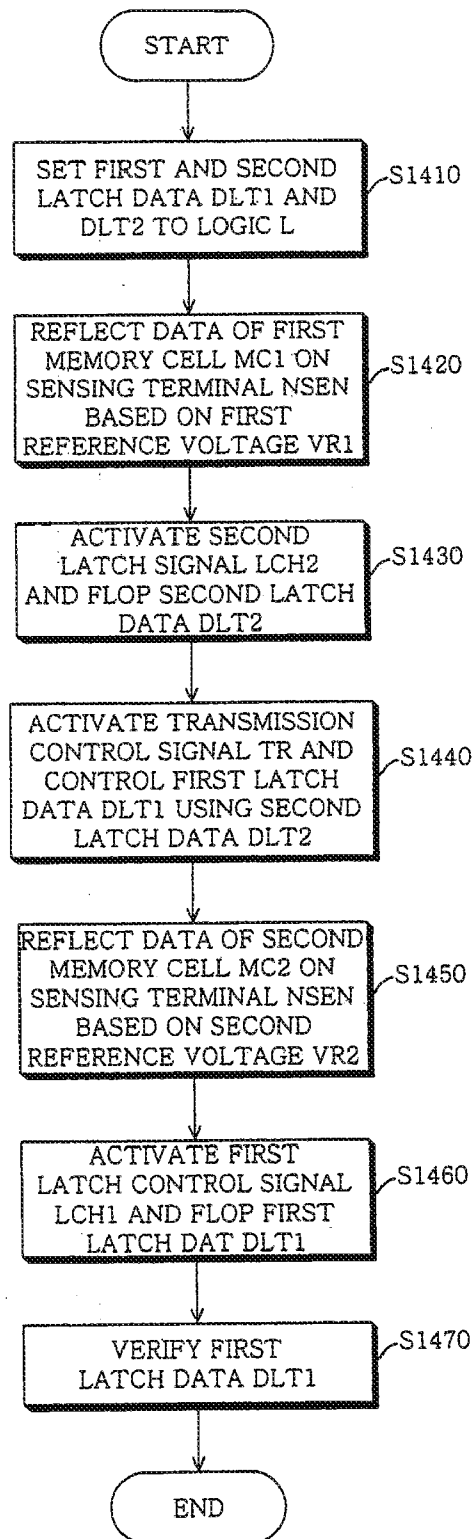 START
SET FIRST AND SECOND
LATCH DATA DLT1 AND
DLT2 TO LOGIC L
S1410
REFLECT DATA OF FIRST
MEMORY CELL MC1 ON
SENSING TERMINAL NSEN
BASED ON FIRST
REFERENCE VOLTAGE VR1
S1420
ACTIVATE SECOND
LATCH SIGNAL LCH2
AND FLOP SECOND LATCH
DATA DLT2
S1430
ACTIVATE TRANSMISSION
CONTROL SIGNAL TR AND
CONTROL FIRST LATCH
DATA DLT1 USING SECOND
LATCH DATA DLT2
S1440
REFLECT DATA OF SECOND
MEMORY CELL MC2 ON
SENSING TERMINAL NSEN
BASED ON SECOND
REFERENCE VOLTAGE VR2
S1450
ACTIVATE FIRST
LATCH CONTROL SIGNAL
LCH1 AND FLOP FIRST
LATCH DAT DLT1
S1460
VERIFY FIRST
LATCH DATA DLT1
S1470
END